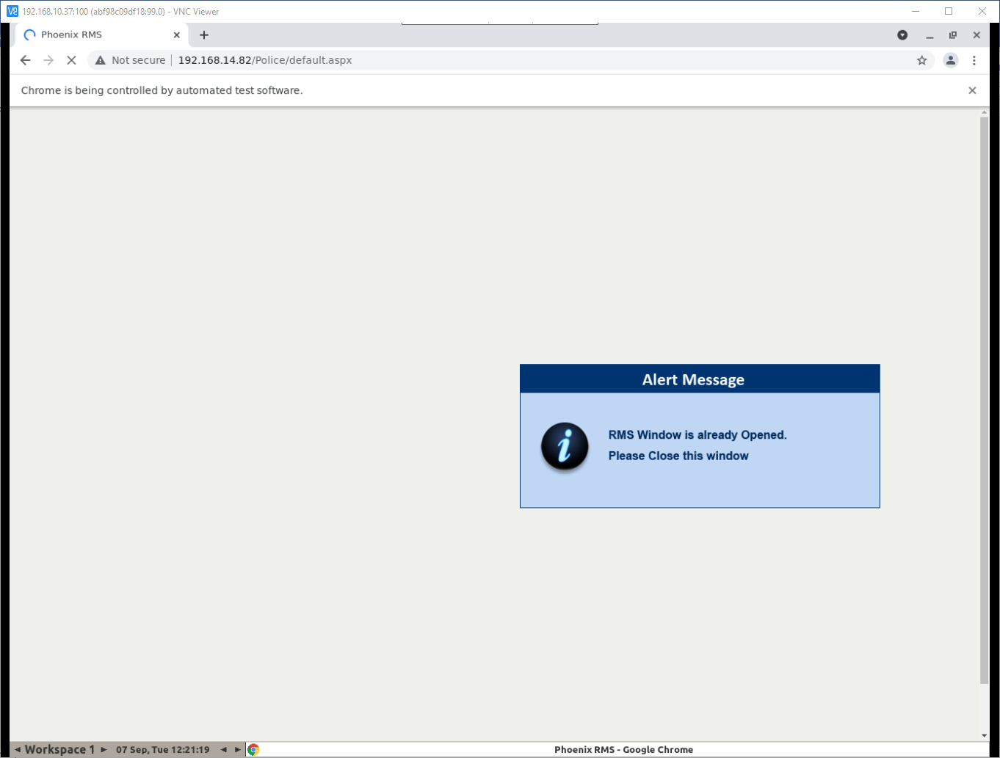 192.168.10.37:100 (abf98c09df18:99.0) - VNC Viewer
Phoenix RMS
Not secure
192.168.14.82/Police/default.aspx
Chrome is being controlled by automated test software.
Alert Message
RMS Window is already Opened.
Please Close this window
Workspace 1
07 Sep, Tue 12:21:19
Phoenix RMS - Google Chrome